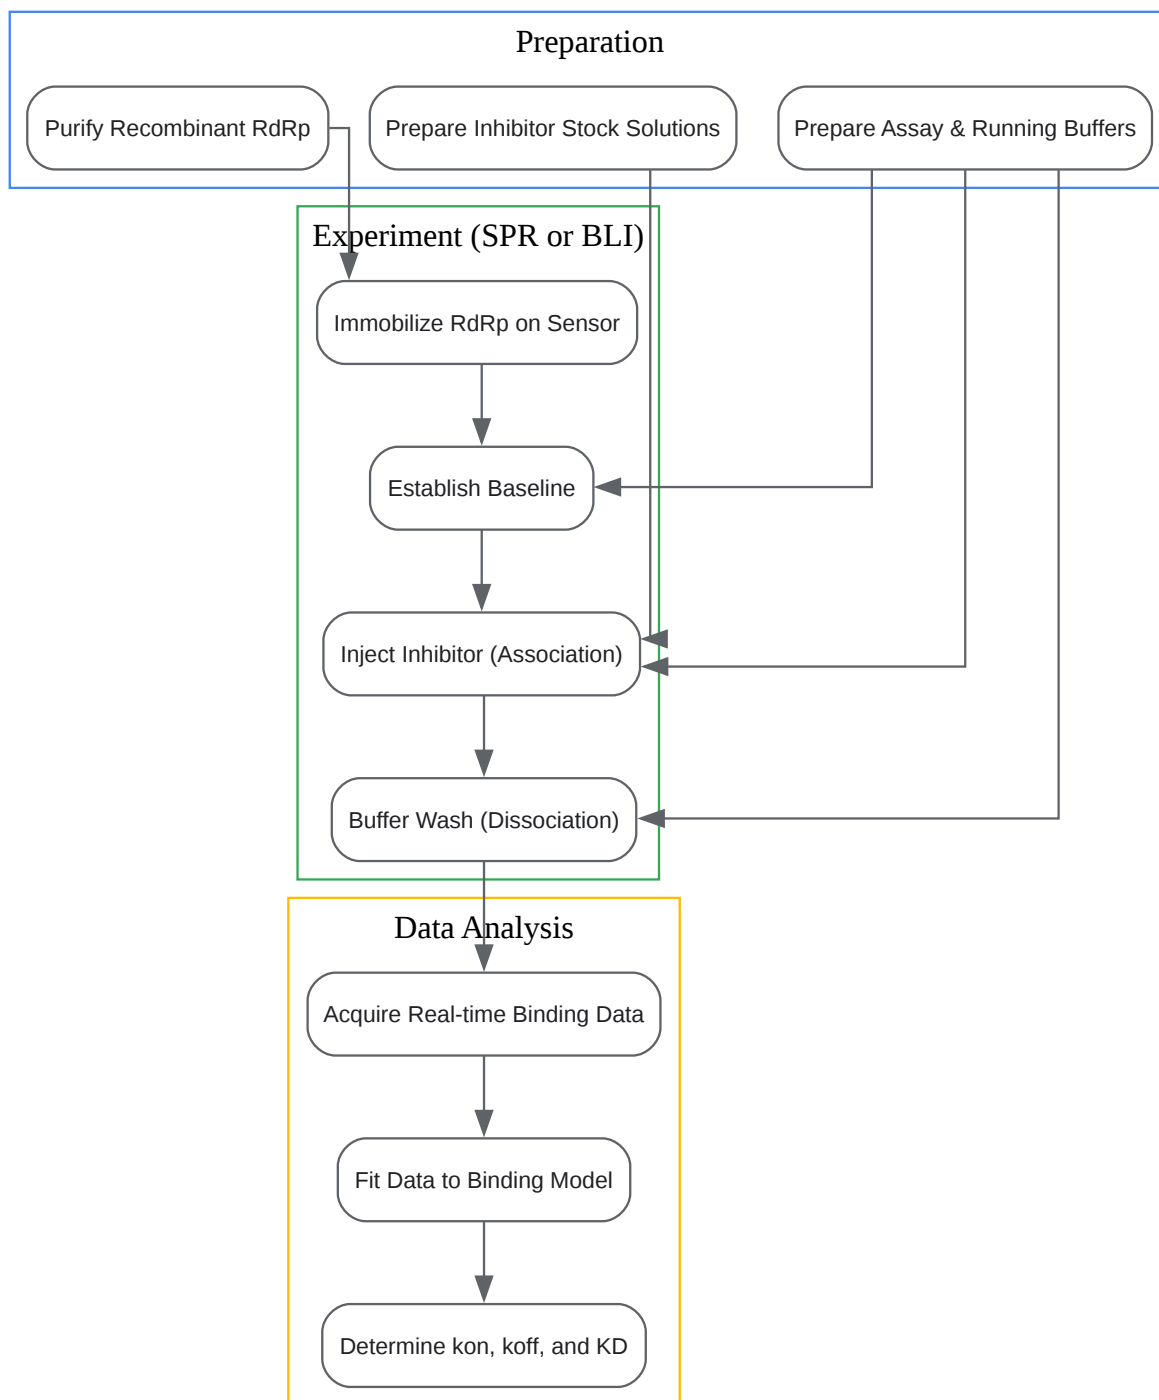 Preparation
Purify Recombinant RdRp
Prepare Inhibitor Stock Solutions
Prepare Assay & Running Buffers
Experiment (SPR or BLI)
Immobilize RdRp on Sensor
Establish Baseline
Inject Inhibitor (Association)
Buffer Wash (Dissociation)
Data Analysis
Acquire Real-time Binding Data
Fit Data to Binding Model
Determine kon, koff, and KD